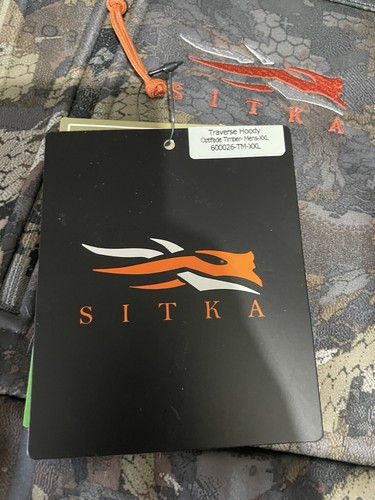 SITKA
Traverse Hoody
Optifade Timber- Mens-XXL
600026-TM-XXL
SITKA